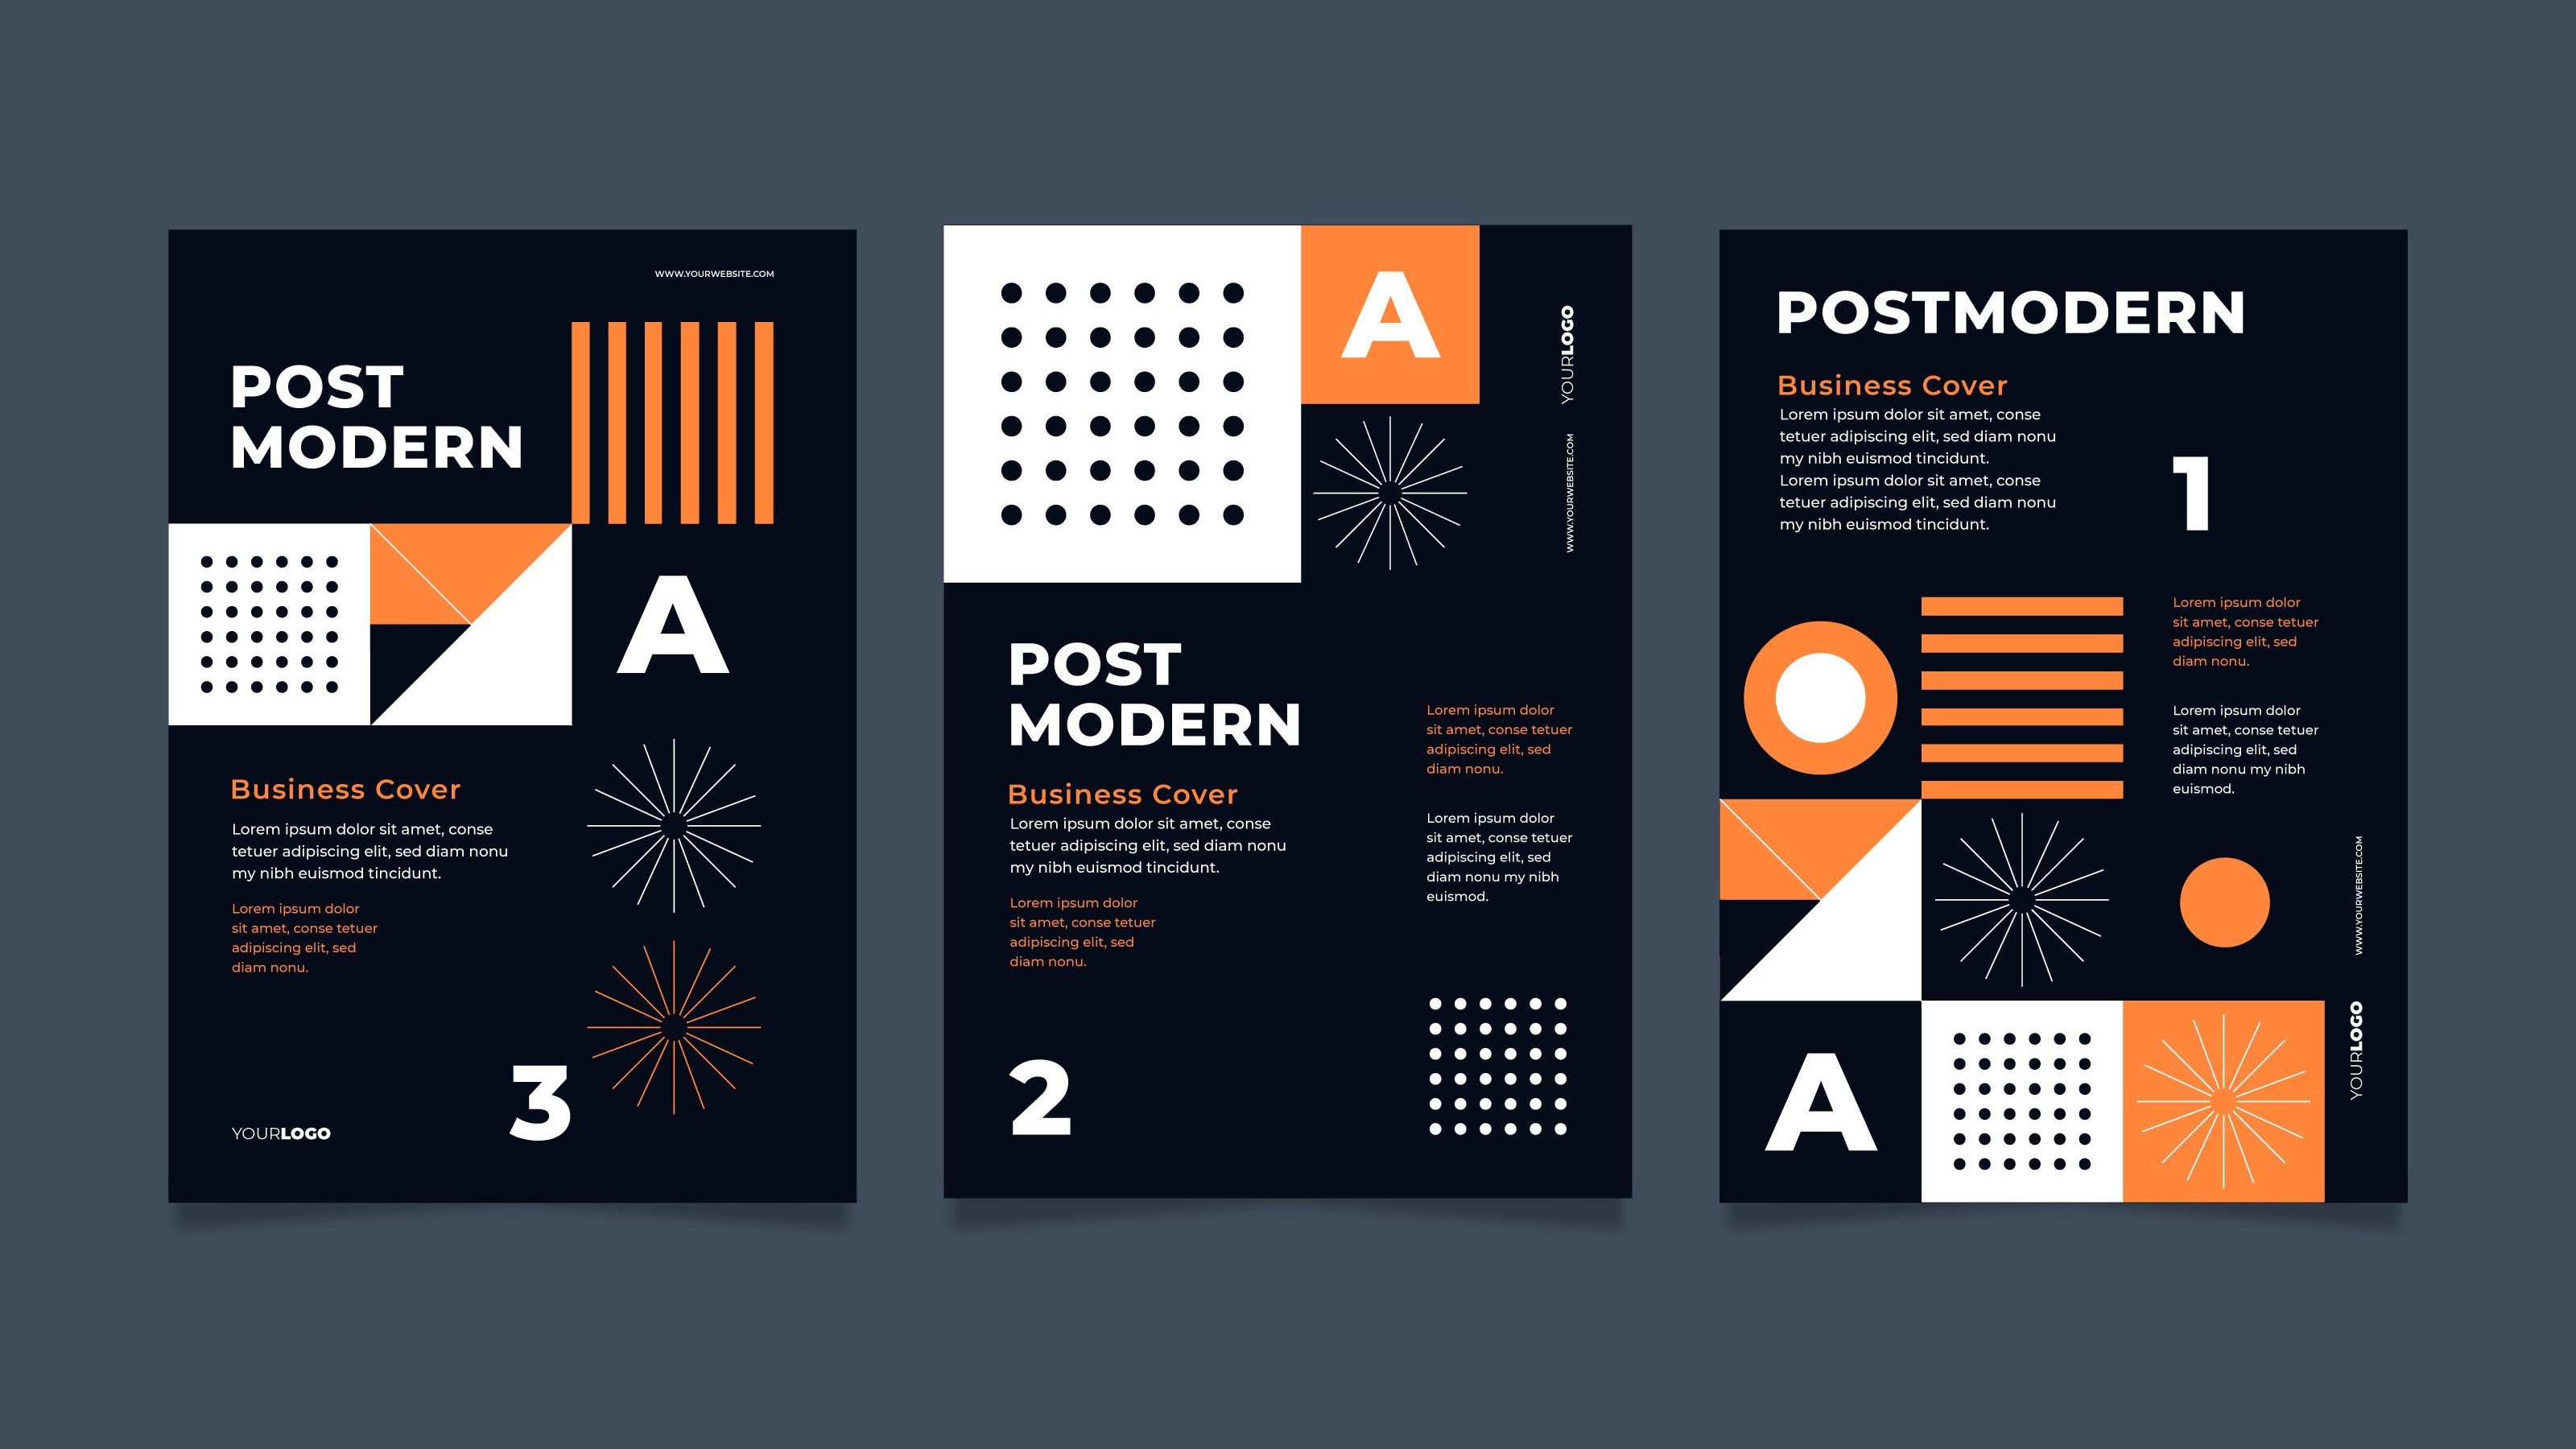 WWW.YOURWEBSITE.COM
POST
MODERN
A
Business Cover
Lorem ipsum dolor sit amet, conse
tetuer adipiscing elit, sed diam nonu
my nibh euismod tincidunt.
Lorem ipsum dolor
sit amet, conse tetuer
adipiscing elit, sed
diam nonu.
3
YOURLOGO
A
YOURLOGO
WWW.YOURWEBSITE.COM
POST
MODERN
Business Cover
Lorem ipsum dolor sit amet, conse
tetuer adipiscing elit, sed diam nonu
my nibh euismod tincidunt.
Lorem ipsum dolor
sit amet, conse tetuer
adipiscing elit, sed
diam nonu.
Lorem ipsum dolor
sit amet, conse tetuer
adipiscing elit, sed
diam nonu.
Lorem ipsum dolor
sit amet, conse tetuer
adipiscing elit, sed
diam nonu my nibh
euismod.
2
POSTMODERN
Business Cover
Lorem ipsum dolor sit amet, conse
tetuer adipiscing elit, sed diam nonu
my nibh euismod tincidunt.
Lorem ipsum dolor sit amet, conse
tetuer adipiscing elit, sed diam nonu
my nibh euismod tincidunt.
1
Lorem ipsum dolor
sit amet, conse tetuer
adipiscing elit, sed
diam nonu.
Lorem ipsum dolor
sit amet, conse tetuer
adipiscing elit, sed
diam nonu my nibh
euismod.
WWW.YOURWEBSITE.COM
YOURLOGO
A